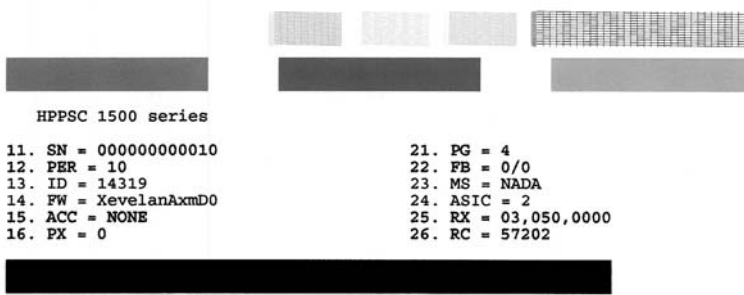 HPPSC 1500 series
11. SN = 000000000010
12. PER = 10
13. ID = 14319
14. FW = XevelanAxmD0
15. ACC = NONE
16. PX = 0
21. PG = 4
22. FB = 0/0
23. MS = NADA
24. ASIC = 2
25. RX = 03,050,0000
26. RC = 57202